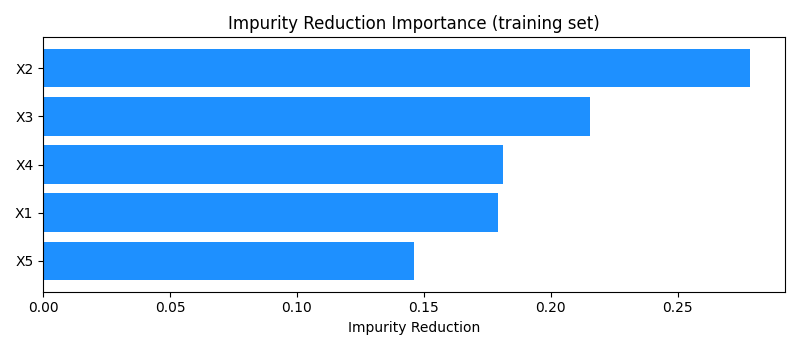 Impurity Reduction Importance (training set)
X2
X3
X4
X1
X5
0.00 0.05 0.10 0.15 0.20 0.25
Impurity Reduction